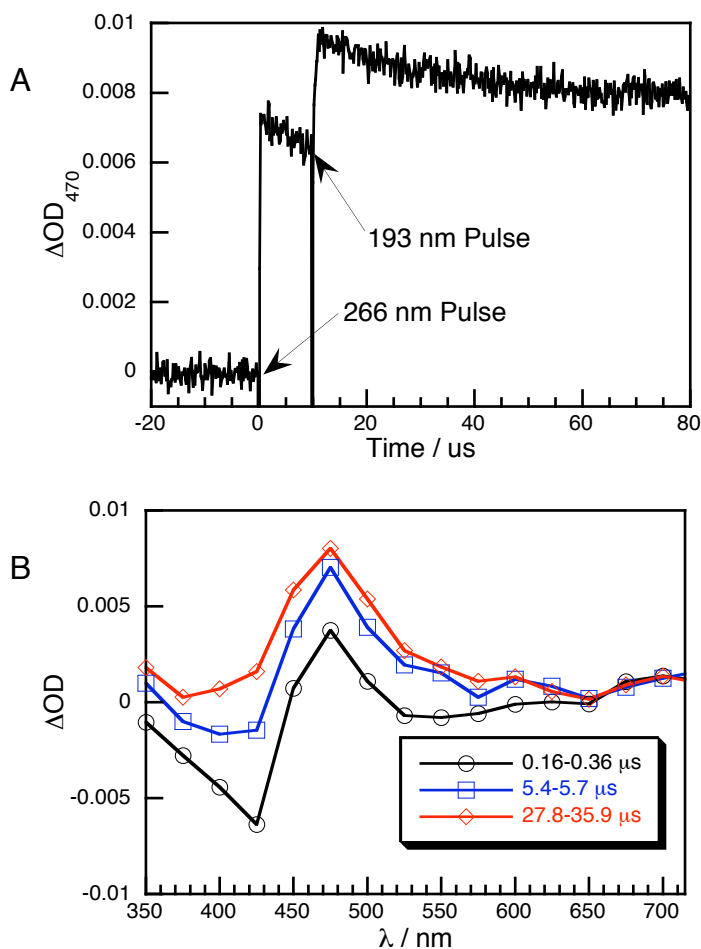 A
0.01
0.008
0.006
0.004
0.002
0
ΔOD470
193 nm Pulse
266 nm Pulse
-20 0 20 40 60 80
Time / us
B
0.01
0.005
0
-0.005
-0.01
ΔOD
0.16-0.36 μs
5.4-5.7 μs
27.8-35.9 μs
350 400 450 500 550 600 650 700
λ / nm